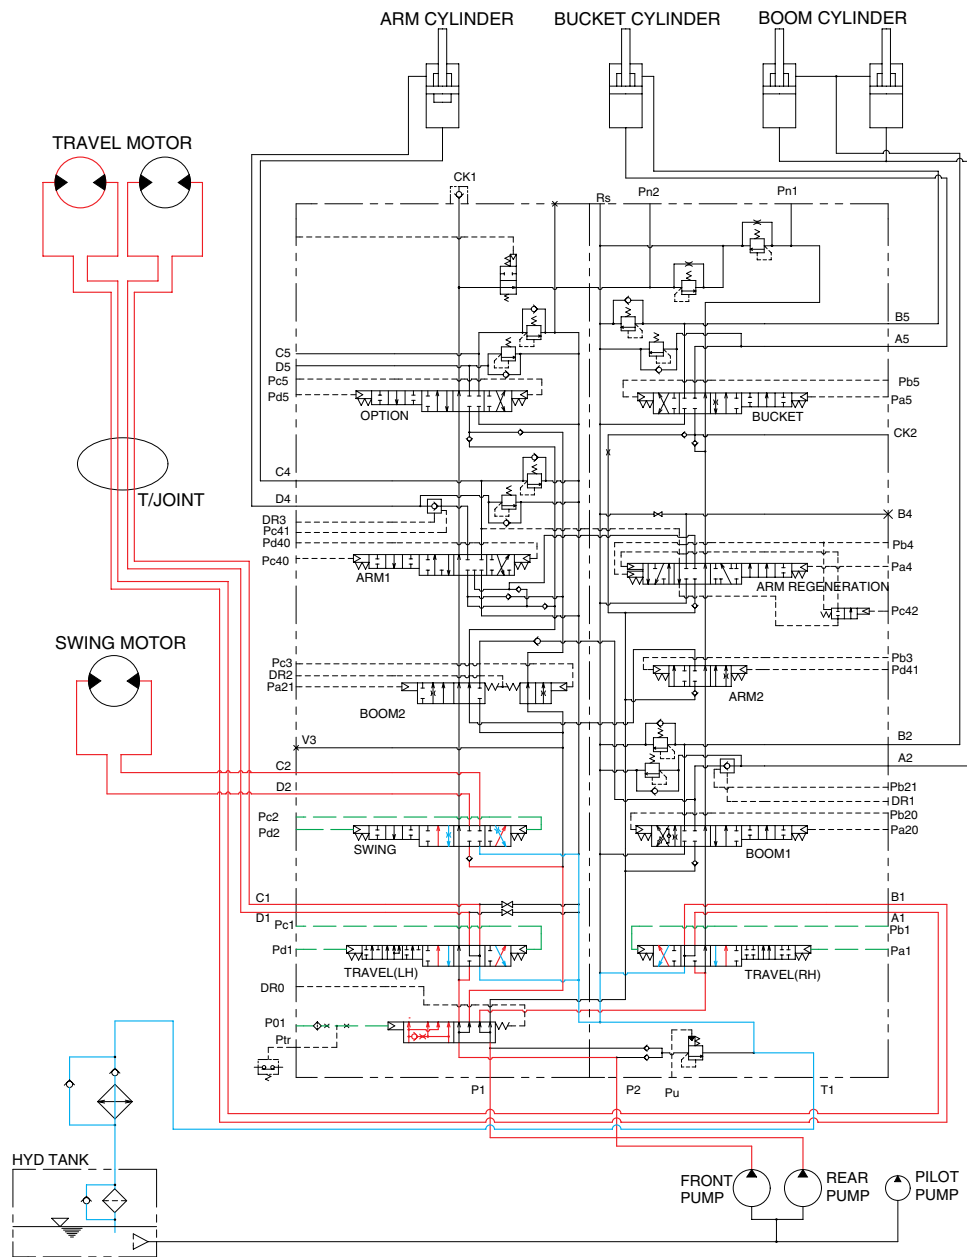 ARM CYLINDER
BUCKET CYLINDER
BOOM CYLINDER
TRAVEL MOTOR
CK1
Rs
Pn2
Pn1
B5
A5
C5
D5
Pc5
Pd5
OPTION
Pb5
Pa5
BUCKET
CK2
T/JOINT
C4
D4
DR3
Pc41
Pd40
Pc40
ARM1
B4
Pb4
Pa4
ARM REGENERATION
Pc42
SWING MOTOR
Pc3
DR2
Pa21
BOOM2
Pb3
Pd41
ARM2
V3
C2
D2
B2
A2
Pb21
DR1
Pb20
Pa20
BOOM1
Pc2
Pd2
SWING
C1
D1
Pc1
Pd1
TRAVEL(LH)
B1
A1
Pb1
Pa1
TRAVEL(RH)
DR0
P01
Ptr
P1
P2
Pu
T1
HYD TANK
FRONT
PUMP
REAR
PUMP
PILOT
PUMP